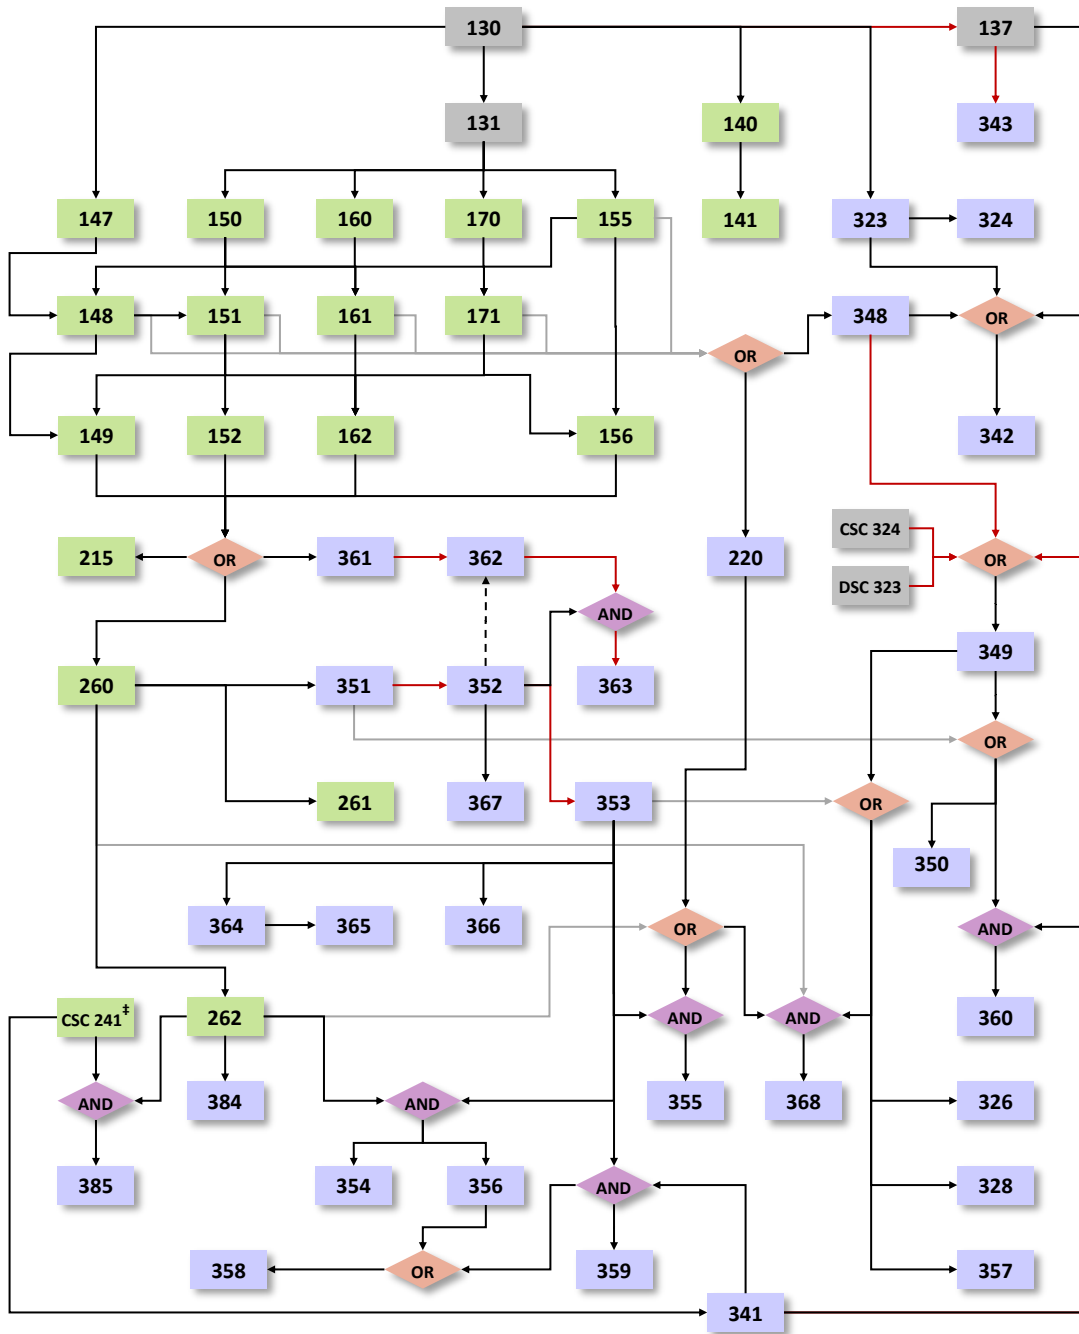 130 137
131 140 343
147 150 160 170 155 141 323 324
148 151 161 171 348 OR
OR
149 152 162 156 342
CSC 324
215 OR 361 362 220 OR
DSC 323
AND
349
260 351 352 363
OR
261 367 353 OR
350
364 365 366 OR AND
CSC 241‡ 262 AND AND 360
AND 384 AND 355 368 326
385 354 356 AND 328
358 OR 359 357
341